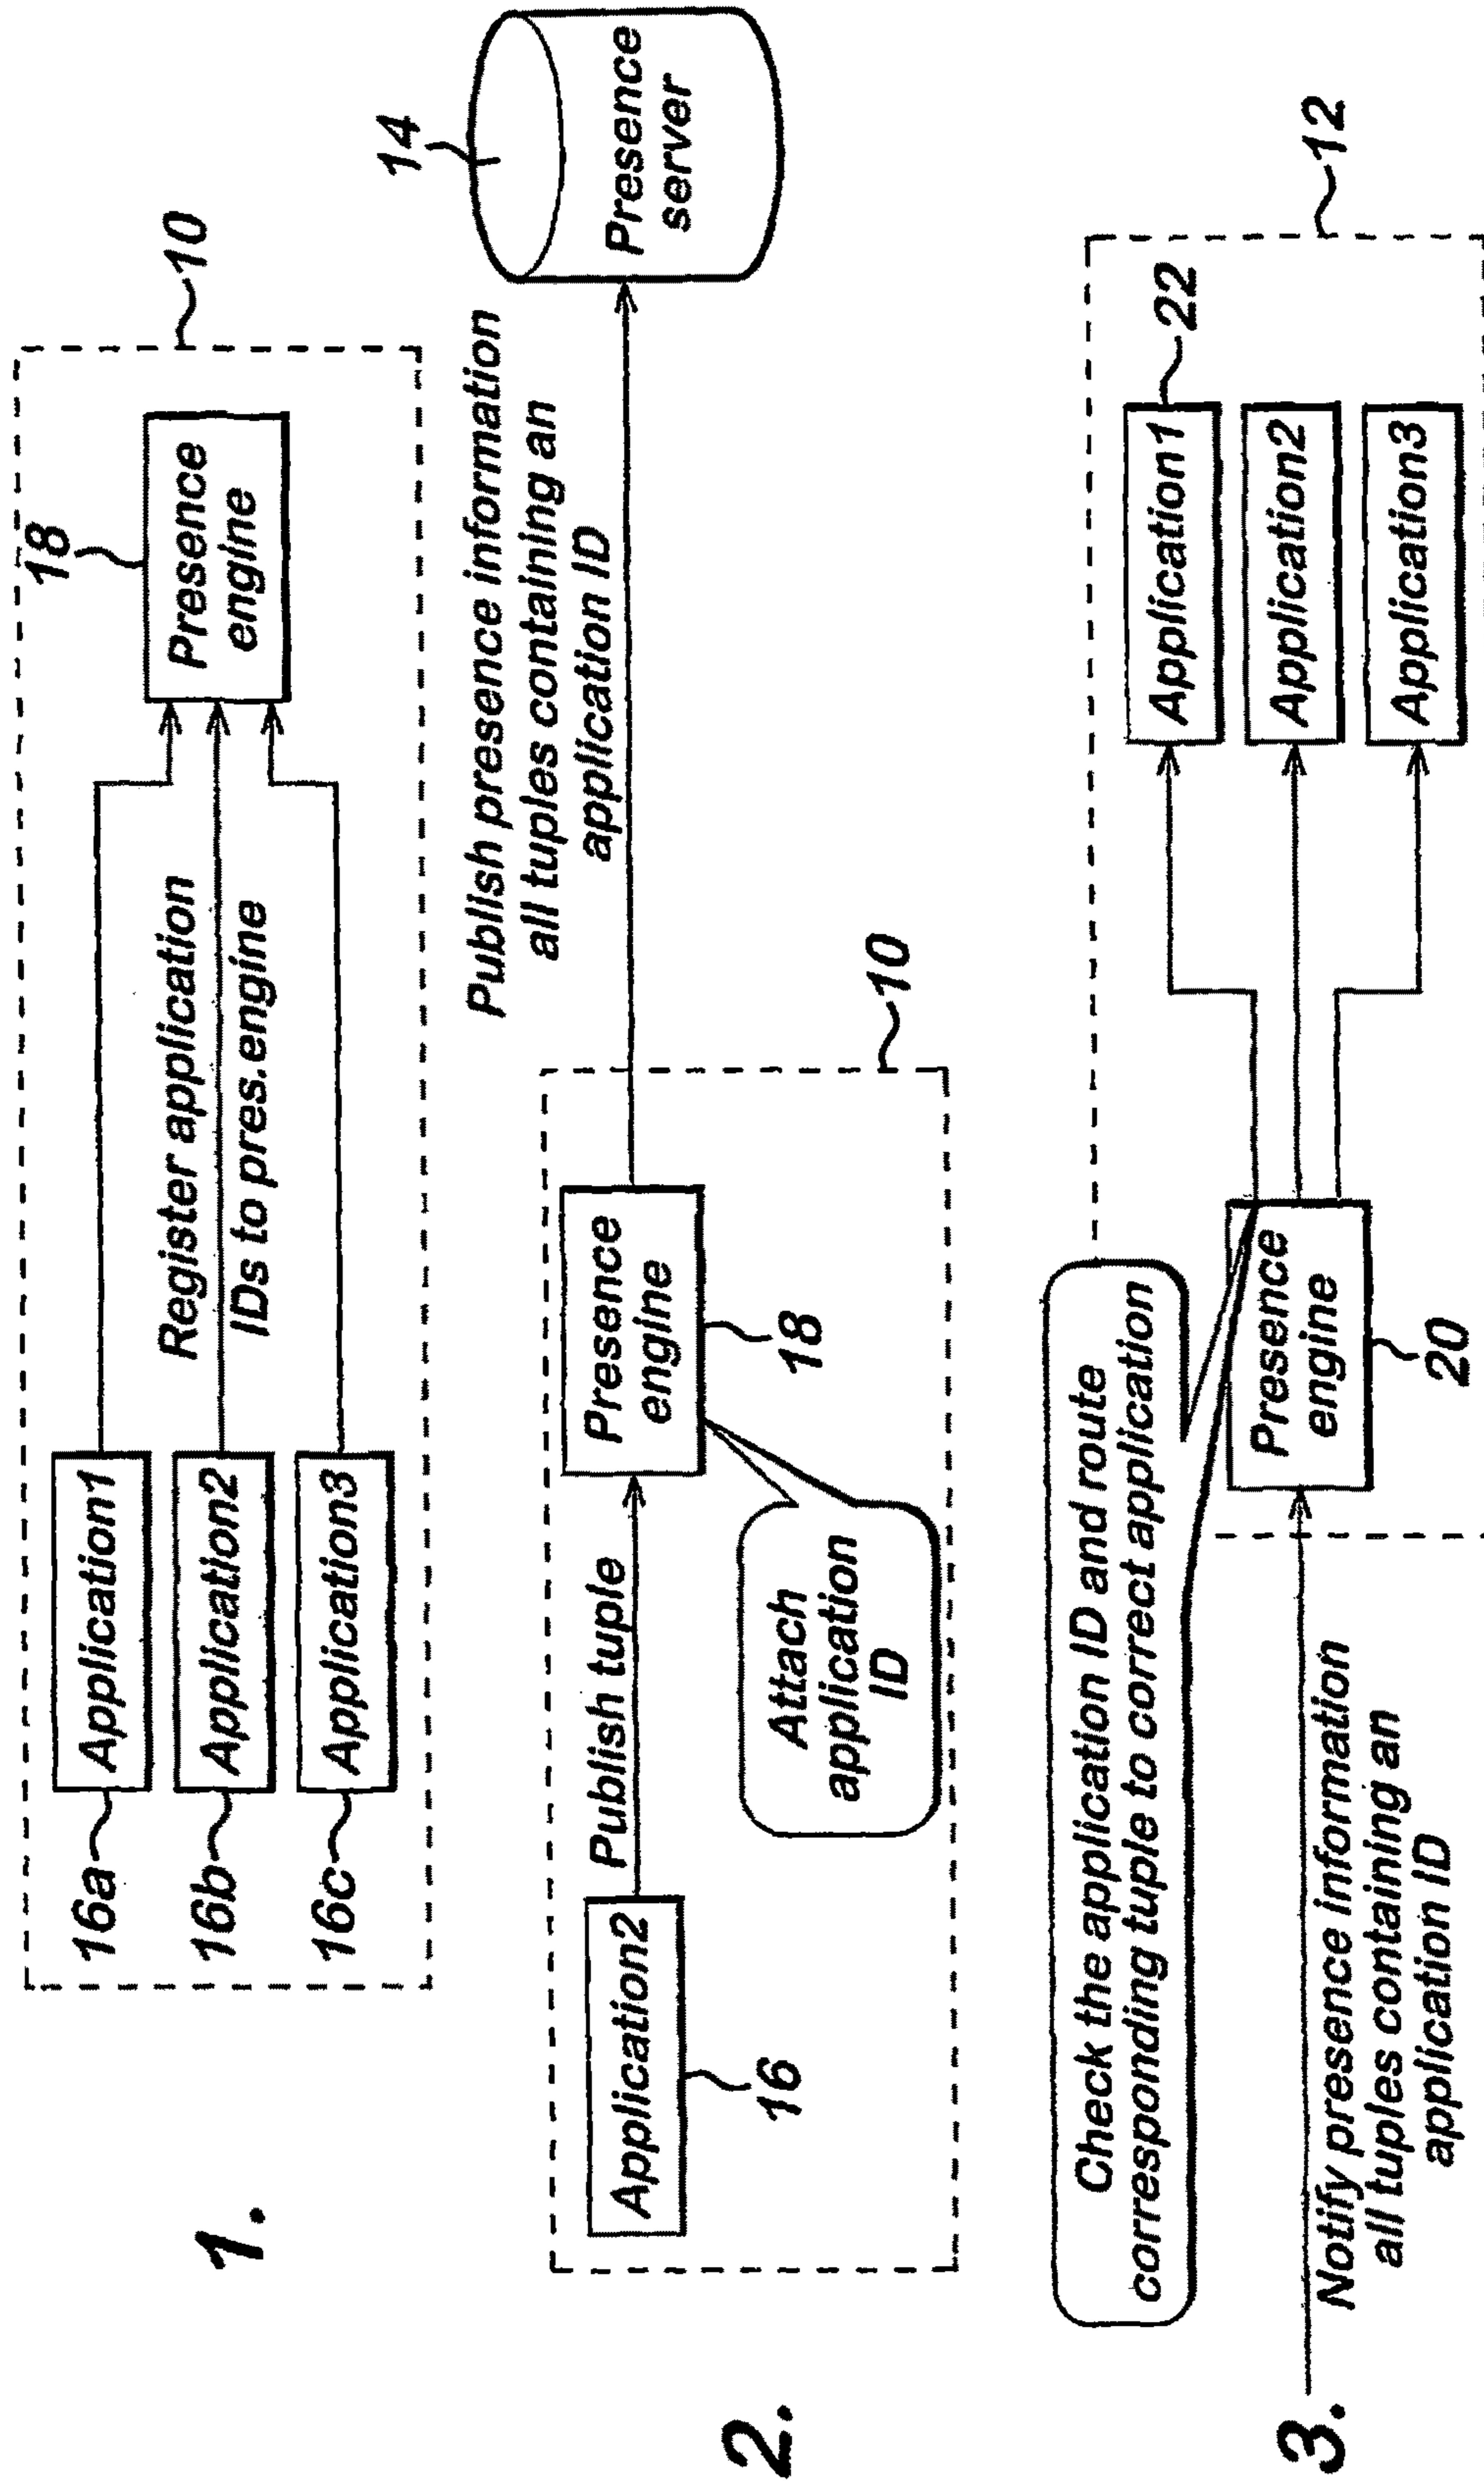 1.
16a
16b
16c
Application1
Application2
Application3
Register application
IDs to pres.engine
18
Presence
engine
10
2.
Application2
16
Publish tuple
Attach
application
ID
Presence
engine
18
10
Publish presence information
all tuples containing an
application ID
14
Presence
server
3.
Notify presence information
all tuples containing an
application ID
Check the application ID and route
corresponding tuple to correct application
Presence
engine
20
Application1
Application2
Application3
22
12